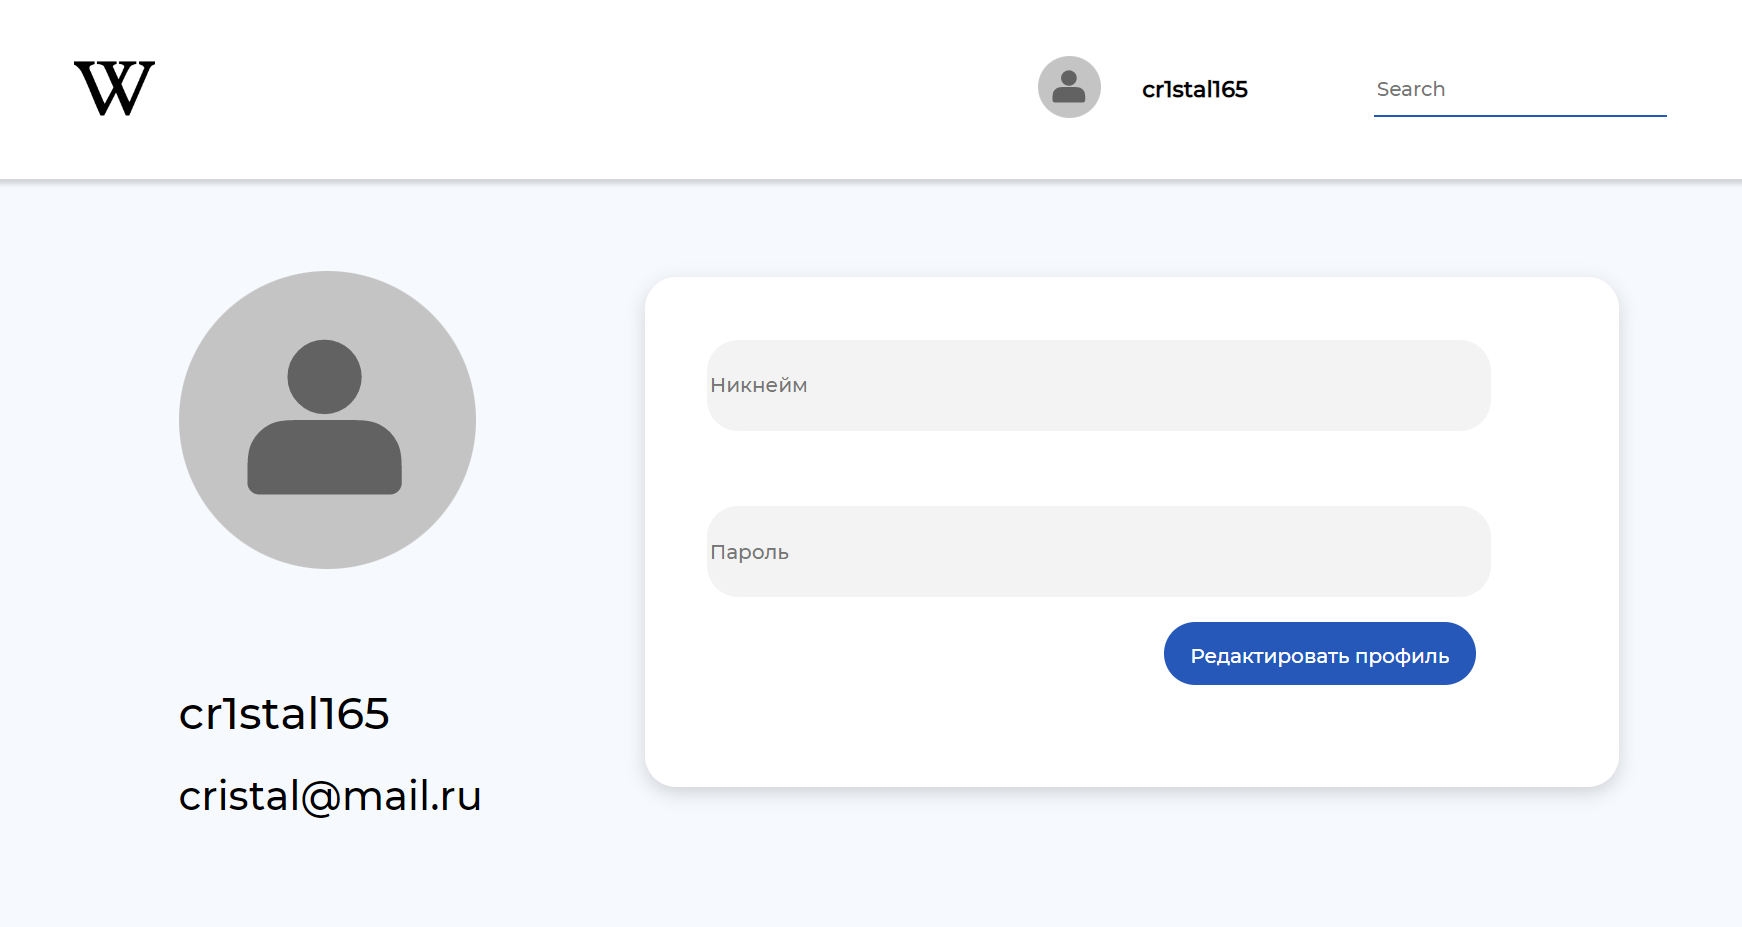 W
cr1stal165
Search
Никнейм
Пароль
Редактировать профиль
cr1stal165
cristal@mail.ru